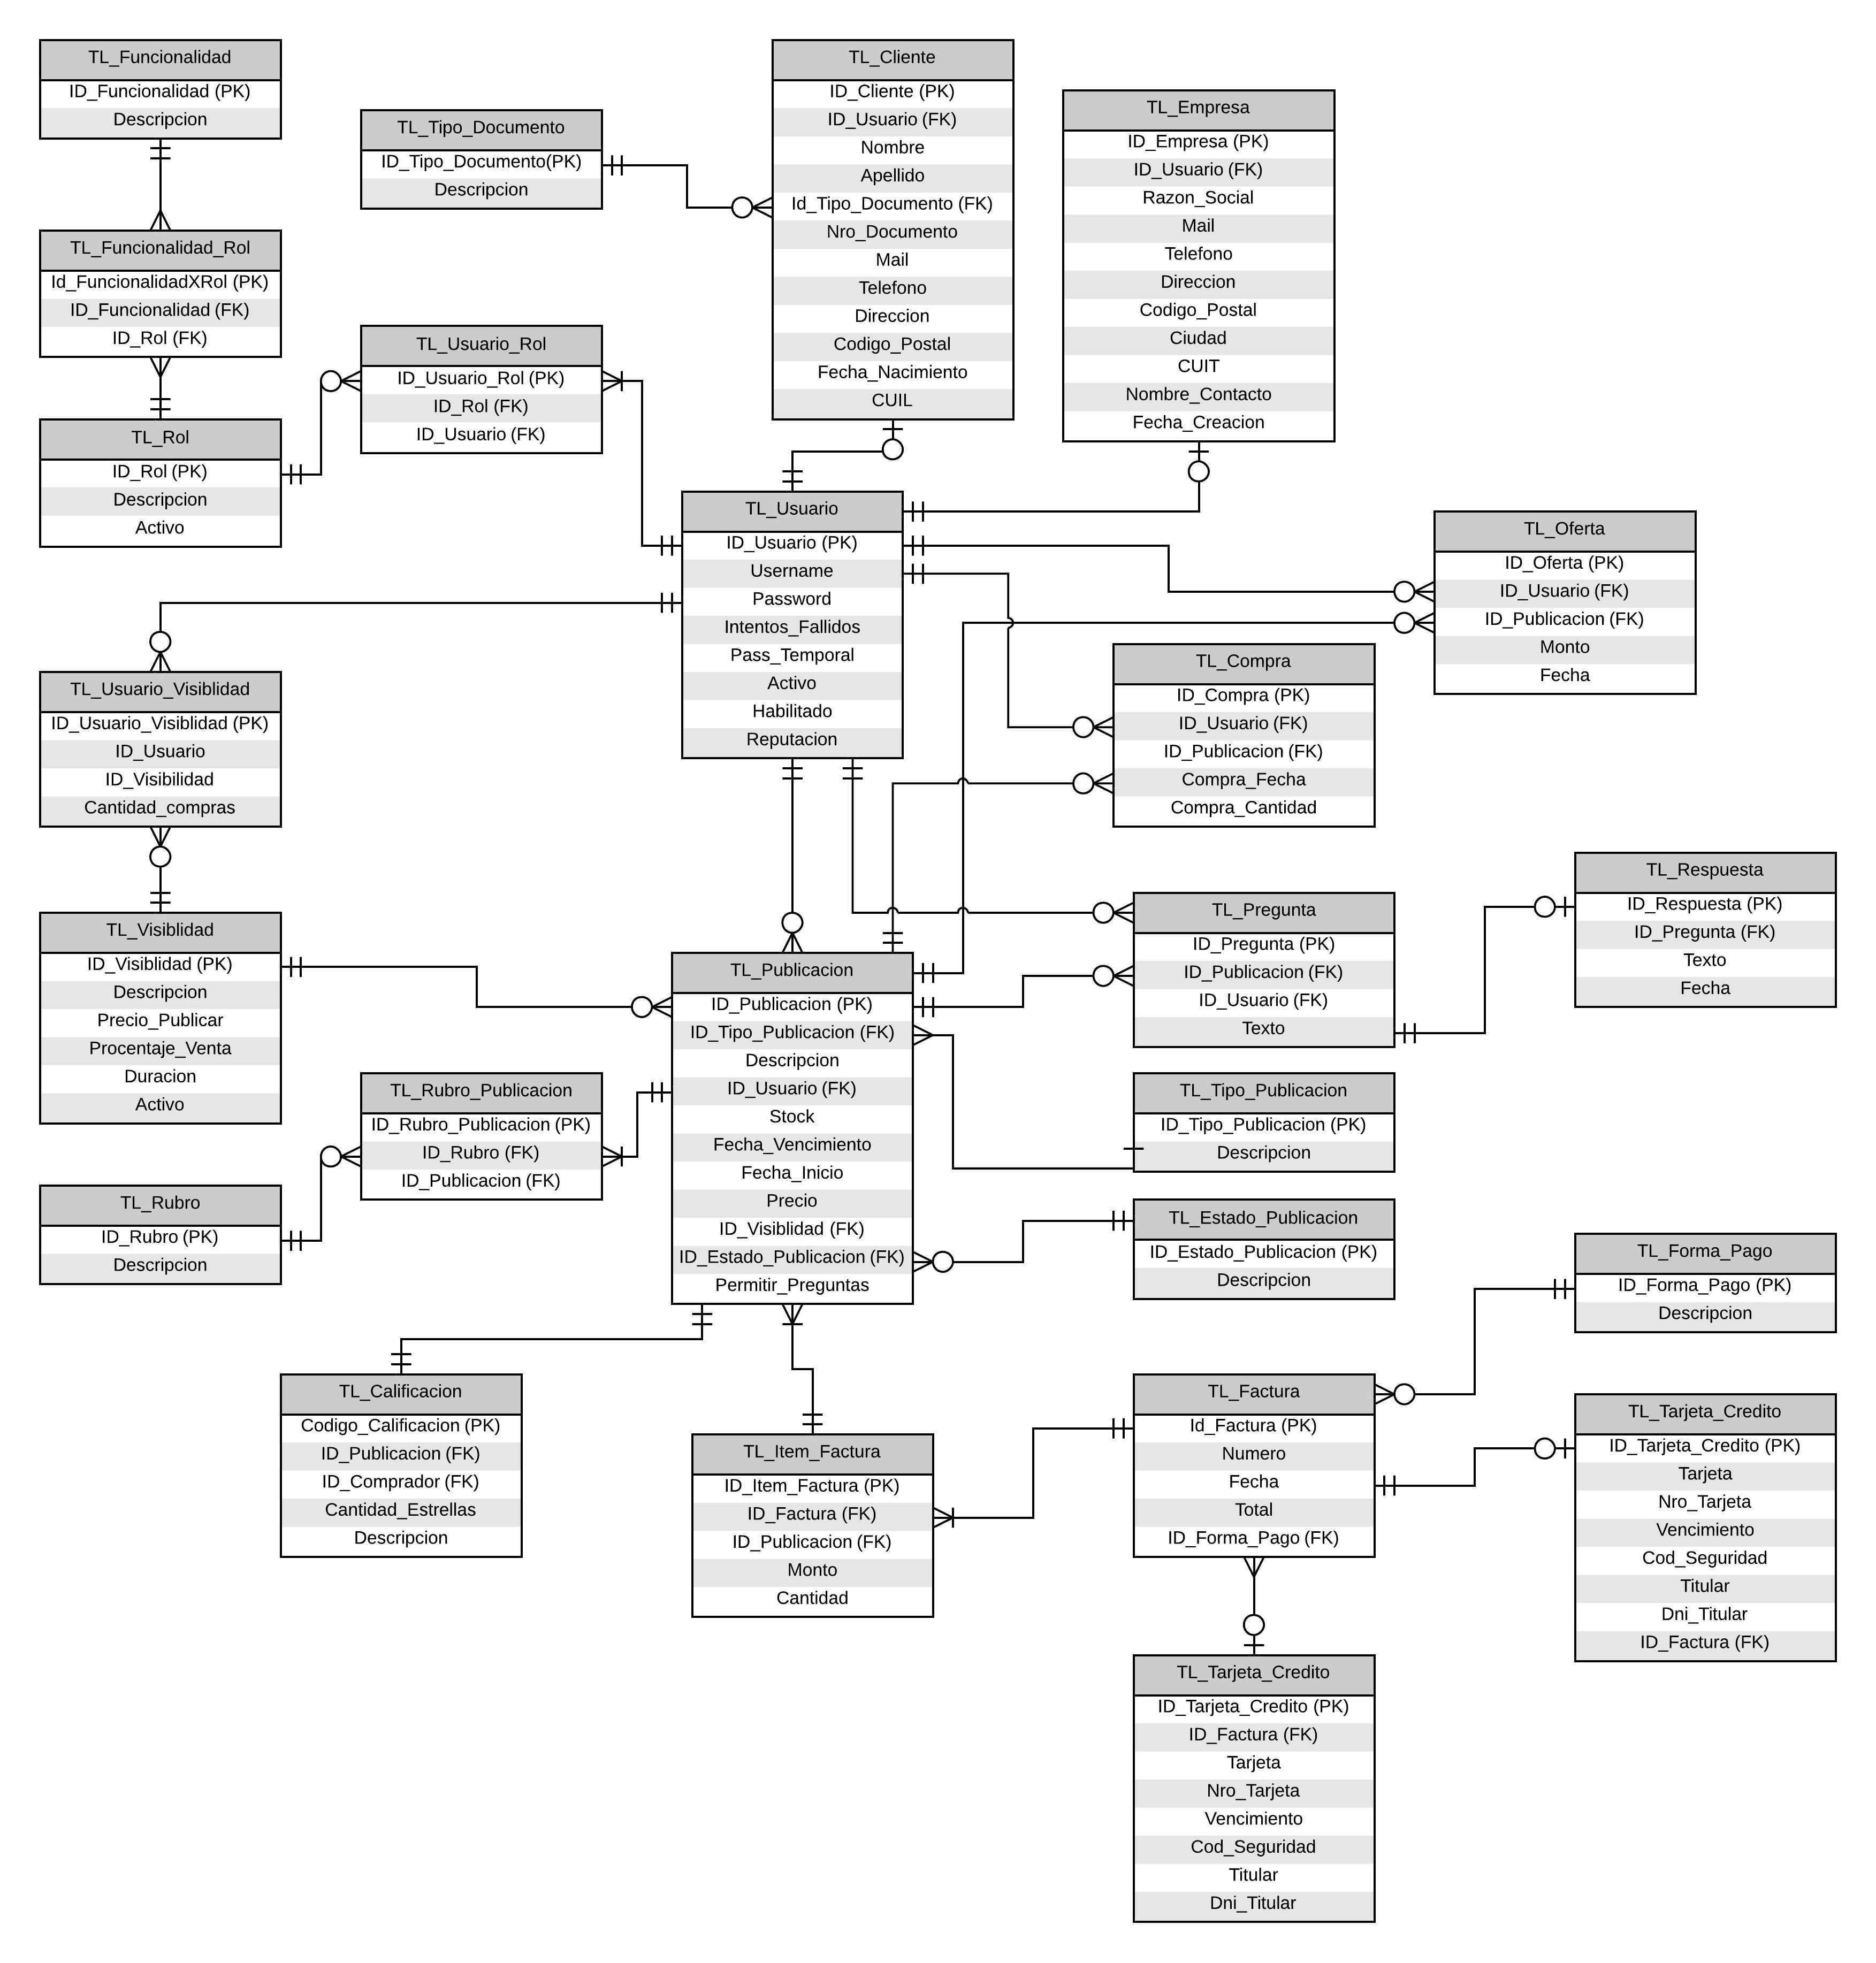 TL_Funcionalidad
ID_Funcionalidad (PK)
Descripcion
TL_Tipo_Documento
ID_Tipo_Documento(PK)
Descripcion
TL_Cliente
ID_Cliente (PK)
ID_Usuario (FK)
Nombre
Apellido
Id_Tipo_Documento (FK)
Nro_Documento
Mail
Telefono
Direccion
Codigo_Postal
Fecha_Nacimiento
CUIL
TL_Empresa
ID_Empresa (PK)
ID_Usuario (FK)
Razon_Social
Mail
Telefono
Direccion
Codigo_Postal
Ciudad
CUIT
Nombre_Contacto
Fecha_Creacion
TL_Funcionalidad_Rol
Id_FuncionalidadXRol (PK)
ID_Funcionalidad (FK)
ID_Rol (FK)
TL_Usuario_Rol
ID_Usuario_Rol (PK)
ID_Rol (FK)
ID_Usuario (FK)
TL_Rol
ID_Rol (PK)
Descripcion
Activo
TL_Usuario
ID_Usuario (PK)
Username
Password
Intentos_Fallidos
Pass_Temporal
Activo
Habilitado
Reputacion
TL_Oferta
ID_Oferta (PK)
ID_Usuario (FK)
ID_Publicacion (FK)
Monto
Fecha
TL_Compra
ID_Compra (PK)
ID_Usuario (FK)
ID_Publicacion (FK)
Compra_Fecha
Compra_Cantidad
TL_Usuario_Visiblidad
ID_Usuario_Visiblidad (PK)
ID_Usuario
ID_Visibilidad
Cantidad_compras
TL_Respuesta
ID_Respuesta (PK)
ID_Pregunta (FK)
Texto
Fecha
TL_Pregunta
ID_Pregunta (PK)
ID_Publicacion (FK)
ID_Usuario (FK)
Texto
TL_Visiblidad
ID_Visiblidad (PK)
Descripcion
Precio_Publicar
Procentaje_Venta
Duracion
Activo
TL_Publicacion
ID_Publicacion (PK)
ID_Tipo_Publicacion (FK)
Descripcion
ID_Usuario (FK)
Stock
Fecha_Vencimiento
Fecha_Inicio
Precio
ID_Visiblidad (FK)
ID_Estado_Publicacion (FK)
Permitir_Preguntas
TL_Rubro_Publicacion
ID_Rubro_Publicacion (PK)
ID_Rubro (FK)
ID_Publicacion (FK)
TL_Tipo_Publicacion
ID_Tipo_Publicacion (PK)
Descripcion
TL_Rubro
ID_Rubro (PK)
Descripcion
TL_Estado_Publicacion
ID_Estado_Publicacion (PK)
Descripcion
TL_Forma_Pago
ID_Forma_Pago (PK)
Descripcion
TL_Calificacion
Codigo_Calificacion (PK)
ID_Publicacion (FK)
ID_Comprador (FK)
Cantidad_Estrellas
Descripcion
TL_Item_Factura
ID_Item_Factura (PK)
ID_Factura (FK)
ID_Publicacion (FK)
Monto
Cantidad
TL_Factura
Id_Factura (PK)
Numero
Fecha
Total
ID_Forma_Pago (FK)
TL_Tarjeta_Credito
ID_Tarjeta_Credito (PK)
Tarjeta
Nro_Tarjeta
Vencimiento
Cod_Seguridad
Titular
Dni_Titular
ID_Factura (FK)
TL_Tarjeta_Credito
ID_Tarjeta_Credito (PK)
ID_Factura (FK)
Tarjeta
Nro_Tarjeta
Vencimiento
Cod_Seguridad
Titular
Dni_Titular